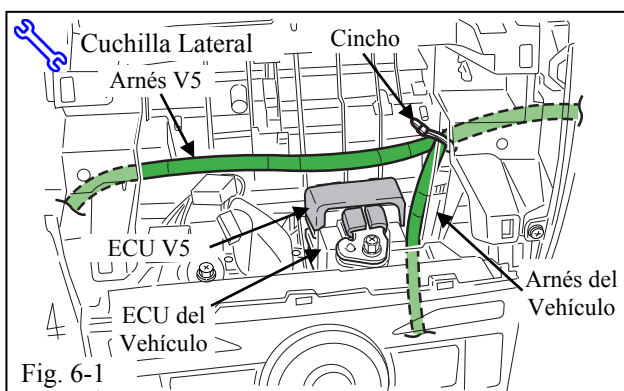 Cuchilla Lateral
Cincho
Arnés V5
ECU V5
ECU del
Vehículo
Arnés del
Vehículo
Fig. 6-1